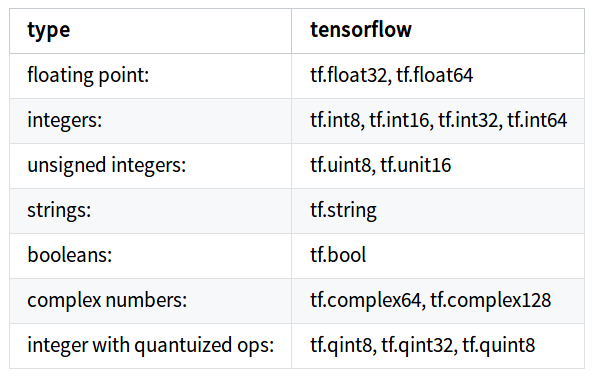 type tensorflow
floating point: tf.float32, tf.float64
integers: tf.int8, tf.int16, tf.int32, tf.int64
unsigned integers: tf.uint8, tf.unit16
strings: tf.string
booleans: tf.bool
complex numbers: tf.complex64, tf.complex128
integer with quantuized ops: tf.qint8, tf.qint32, tf.quint8